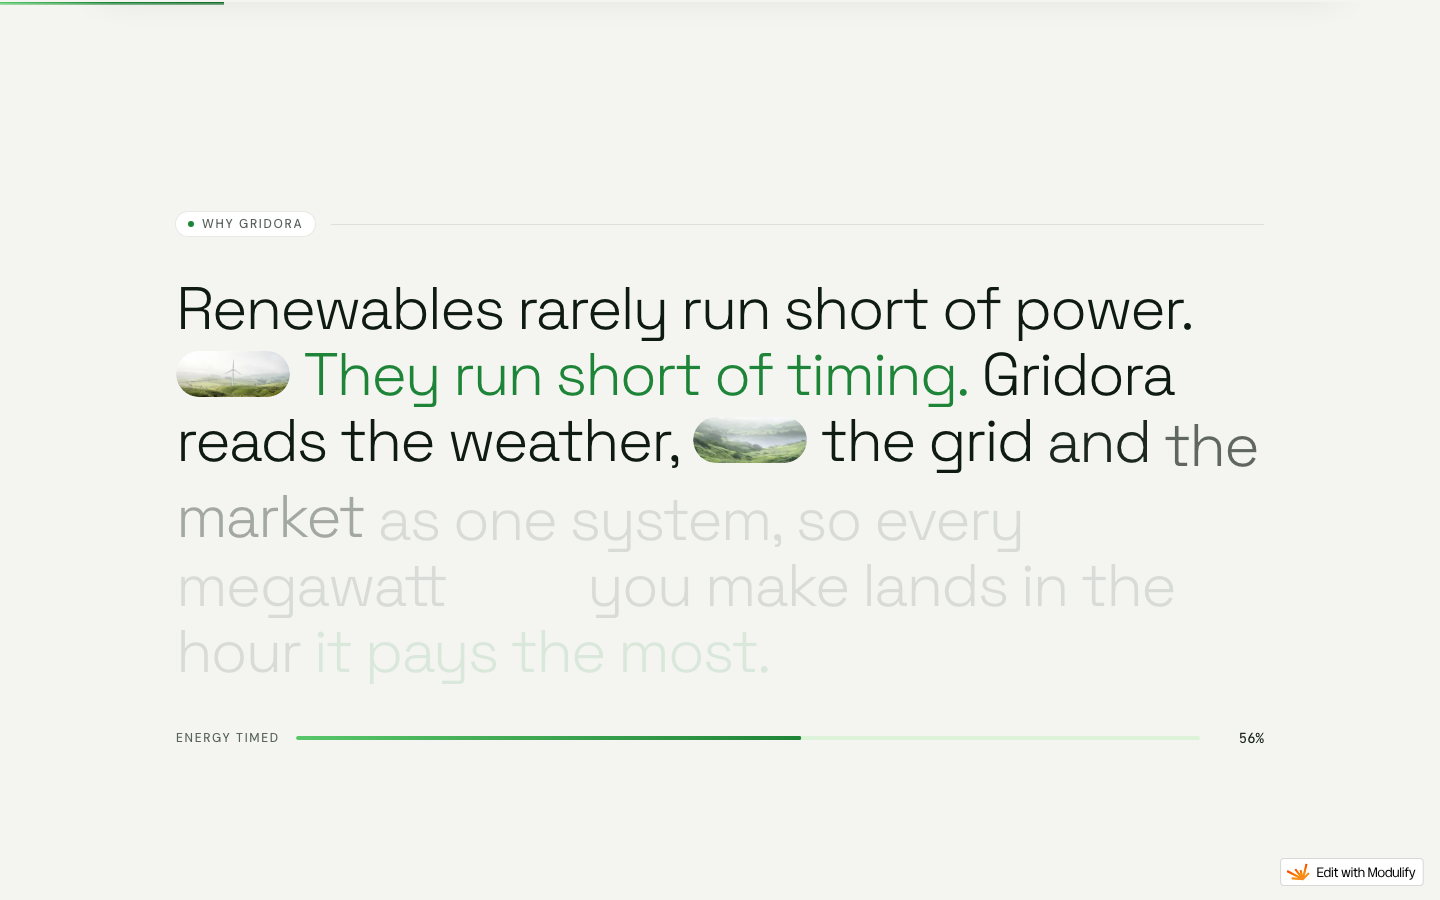 WHY GRIDORA
Renewables rarely run short of power.
They run short of timing. Gridora
reads the weather, the grid and the
market as one system, so every
megawatt you make lands in the
hour it pays the most.
ENERGY TIMED 56%
Edit with Modulify